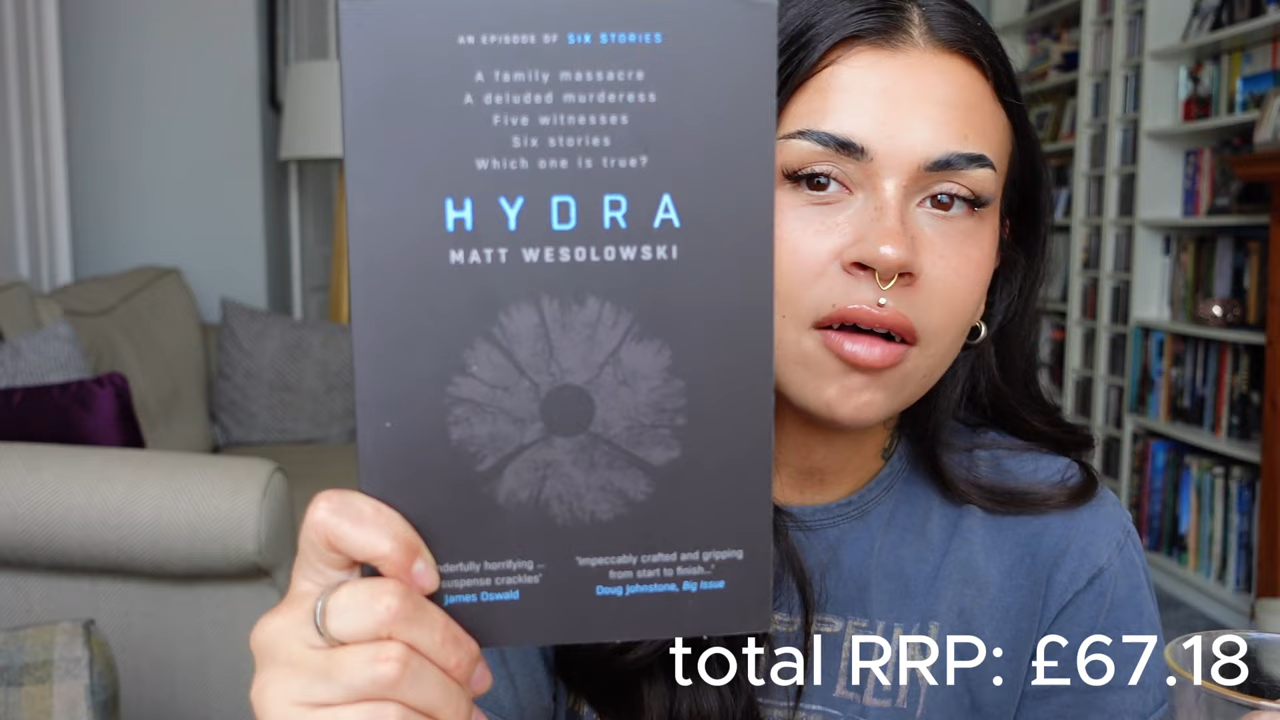 AN EPISODE OF SIX STORIES
A family massacre
A deluded murderess
Five witnesses
Six stories
Which one is true?
HYDRA
MATT WESOLOWSKI
horrifying ...
suspense crackles'
James Oswald
'Impeccably crafted and gripping
from start to finish...'
Doug Johnstone, Big Issue
total RRP: £67.18